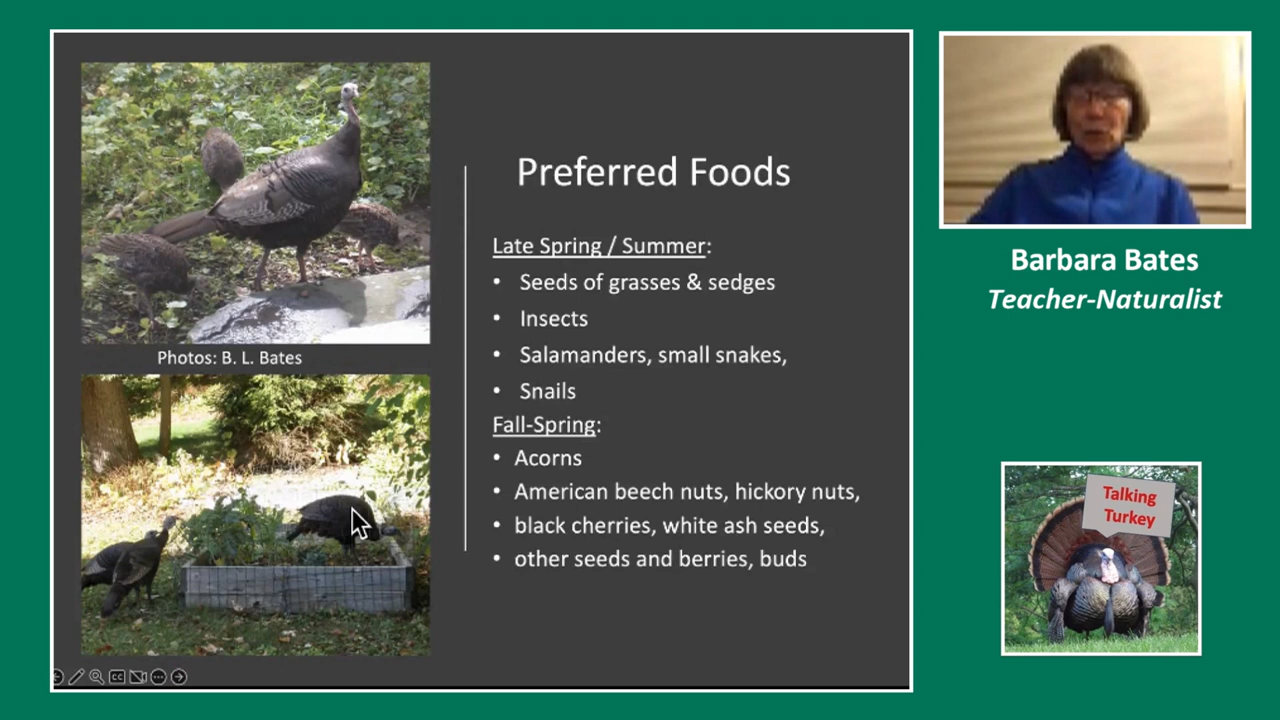 Preferred Foods
Late Spring / Summer:
• Seeds of grasses & sedges
• Insects
• Salamanders, small snakes,
• Snails
Fall-Spring:
• Acorns
• American beech nuts, hickory nuts,
• black cherries, white ash seeds,
• other seeds and berries, buds
Photos: B. L. Bates
CC
Barbara Bates
Teacher-Naturalist
Talking
Turkey